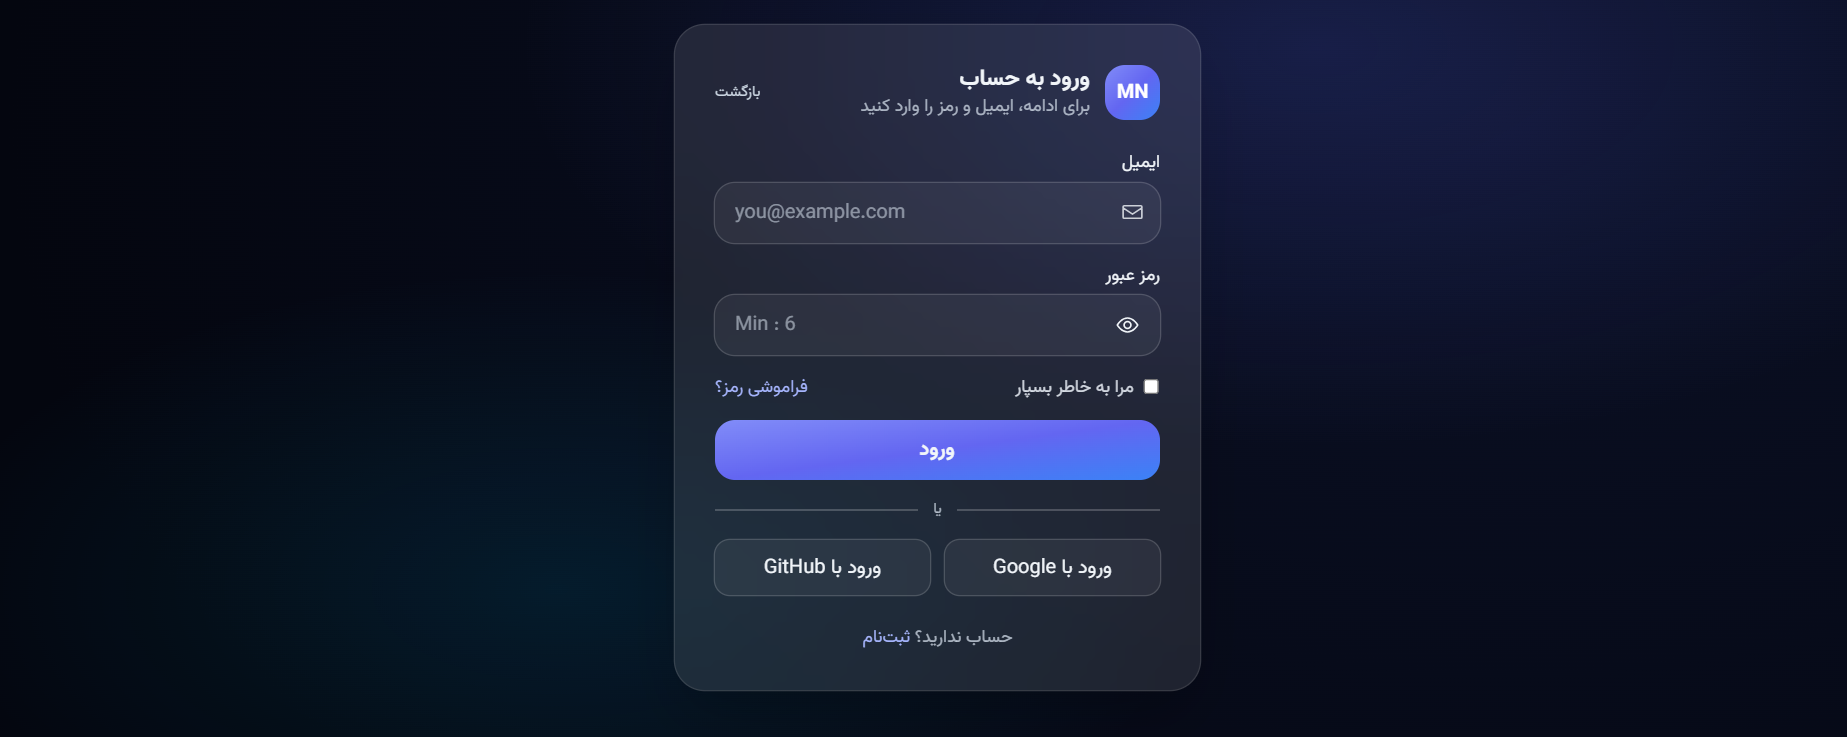 MN
ورود به حساب
برای ادامه، ایمیل و رمز را وارد کنید
بازگشت
ایمیل
you@example.com
رمز عبور
Min : 6
مرا به خاطر بسپار
فراموشی رمز؟
ورود
یا
ورود با Google
ورود با GitHub
حساب ندارید؟ ثبت‌نام